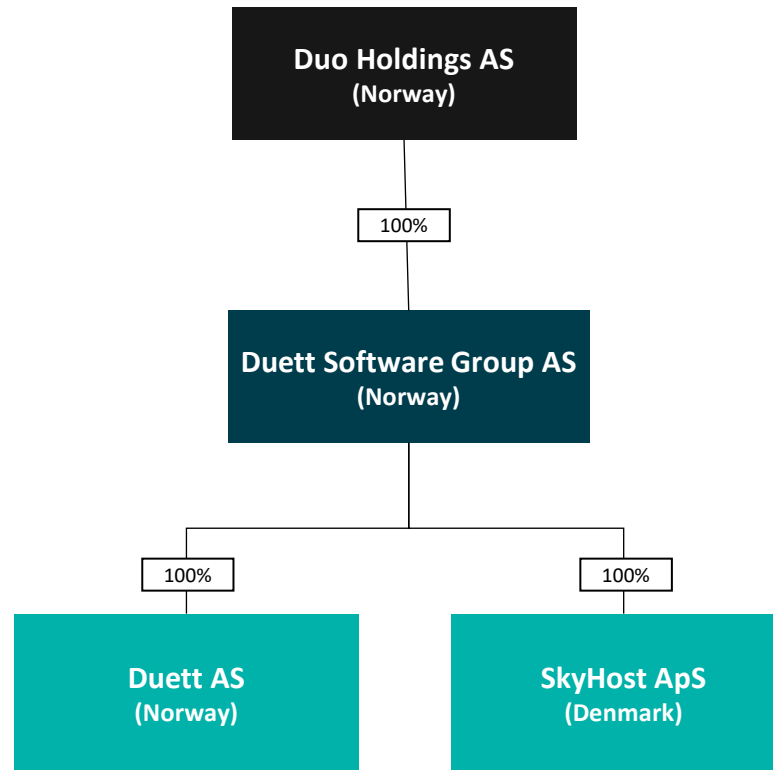 Duo Holdings AS
(Norway)
100%
Duett Software Group AS
(Norway)
100%
100%
Duett AS
(Norway)
SkyHost ApS
(Denmark)